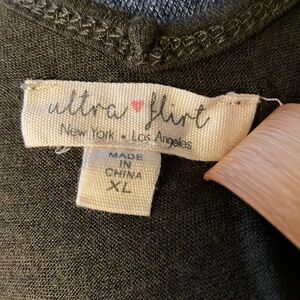 ultra ♥ flirt
New York • Los Angeles
MADE
IN
CHINA
XL